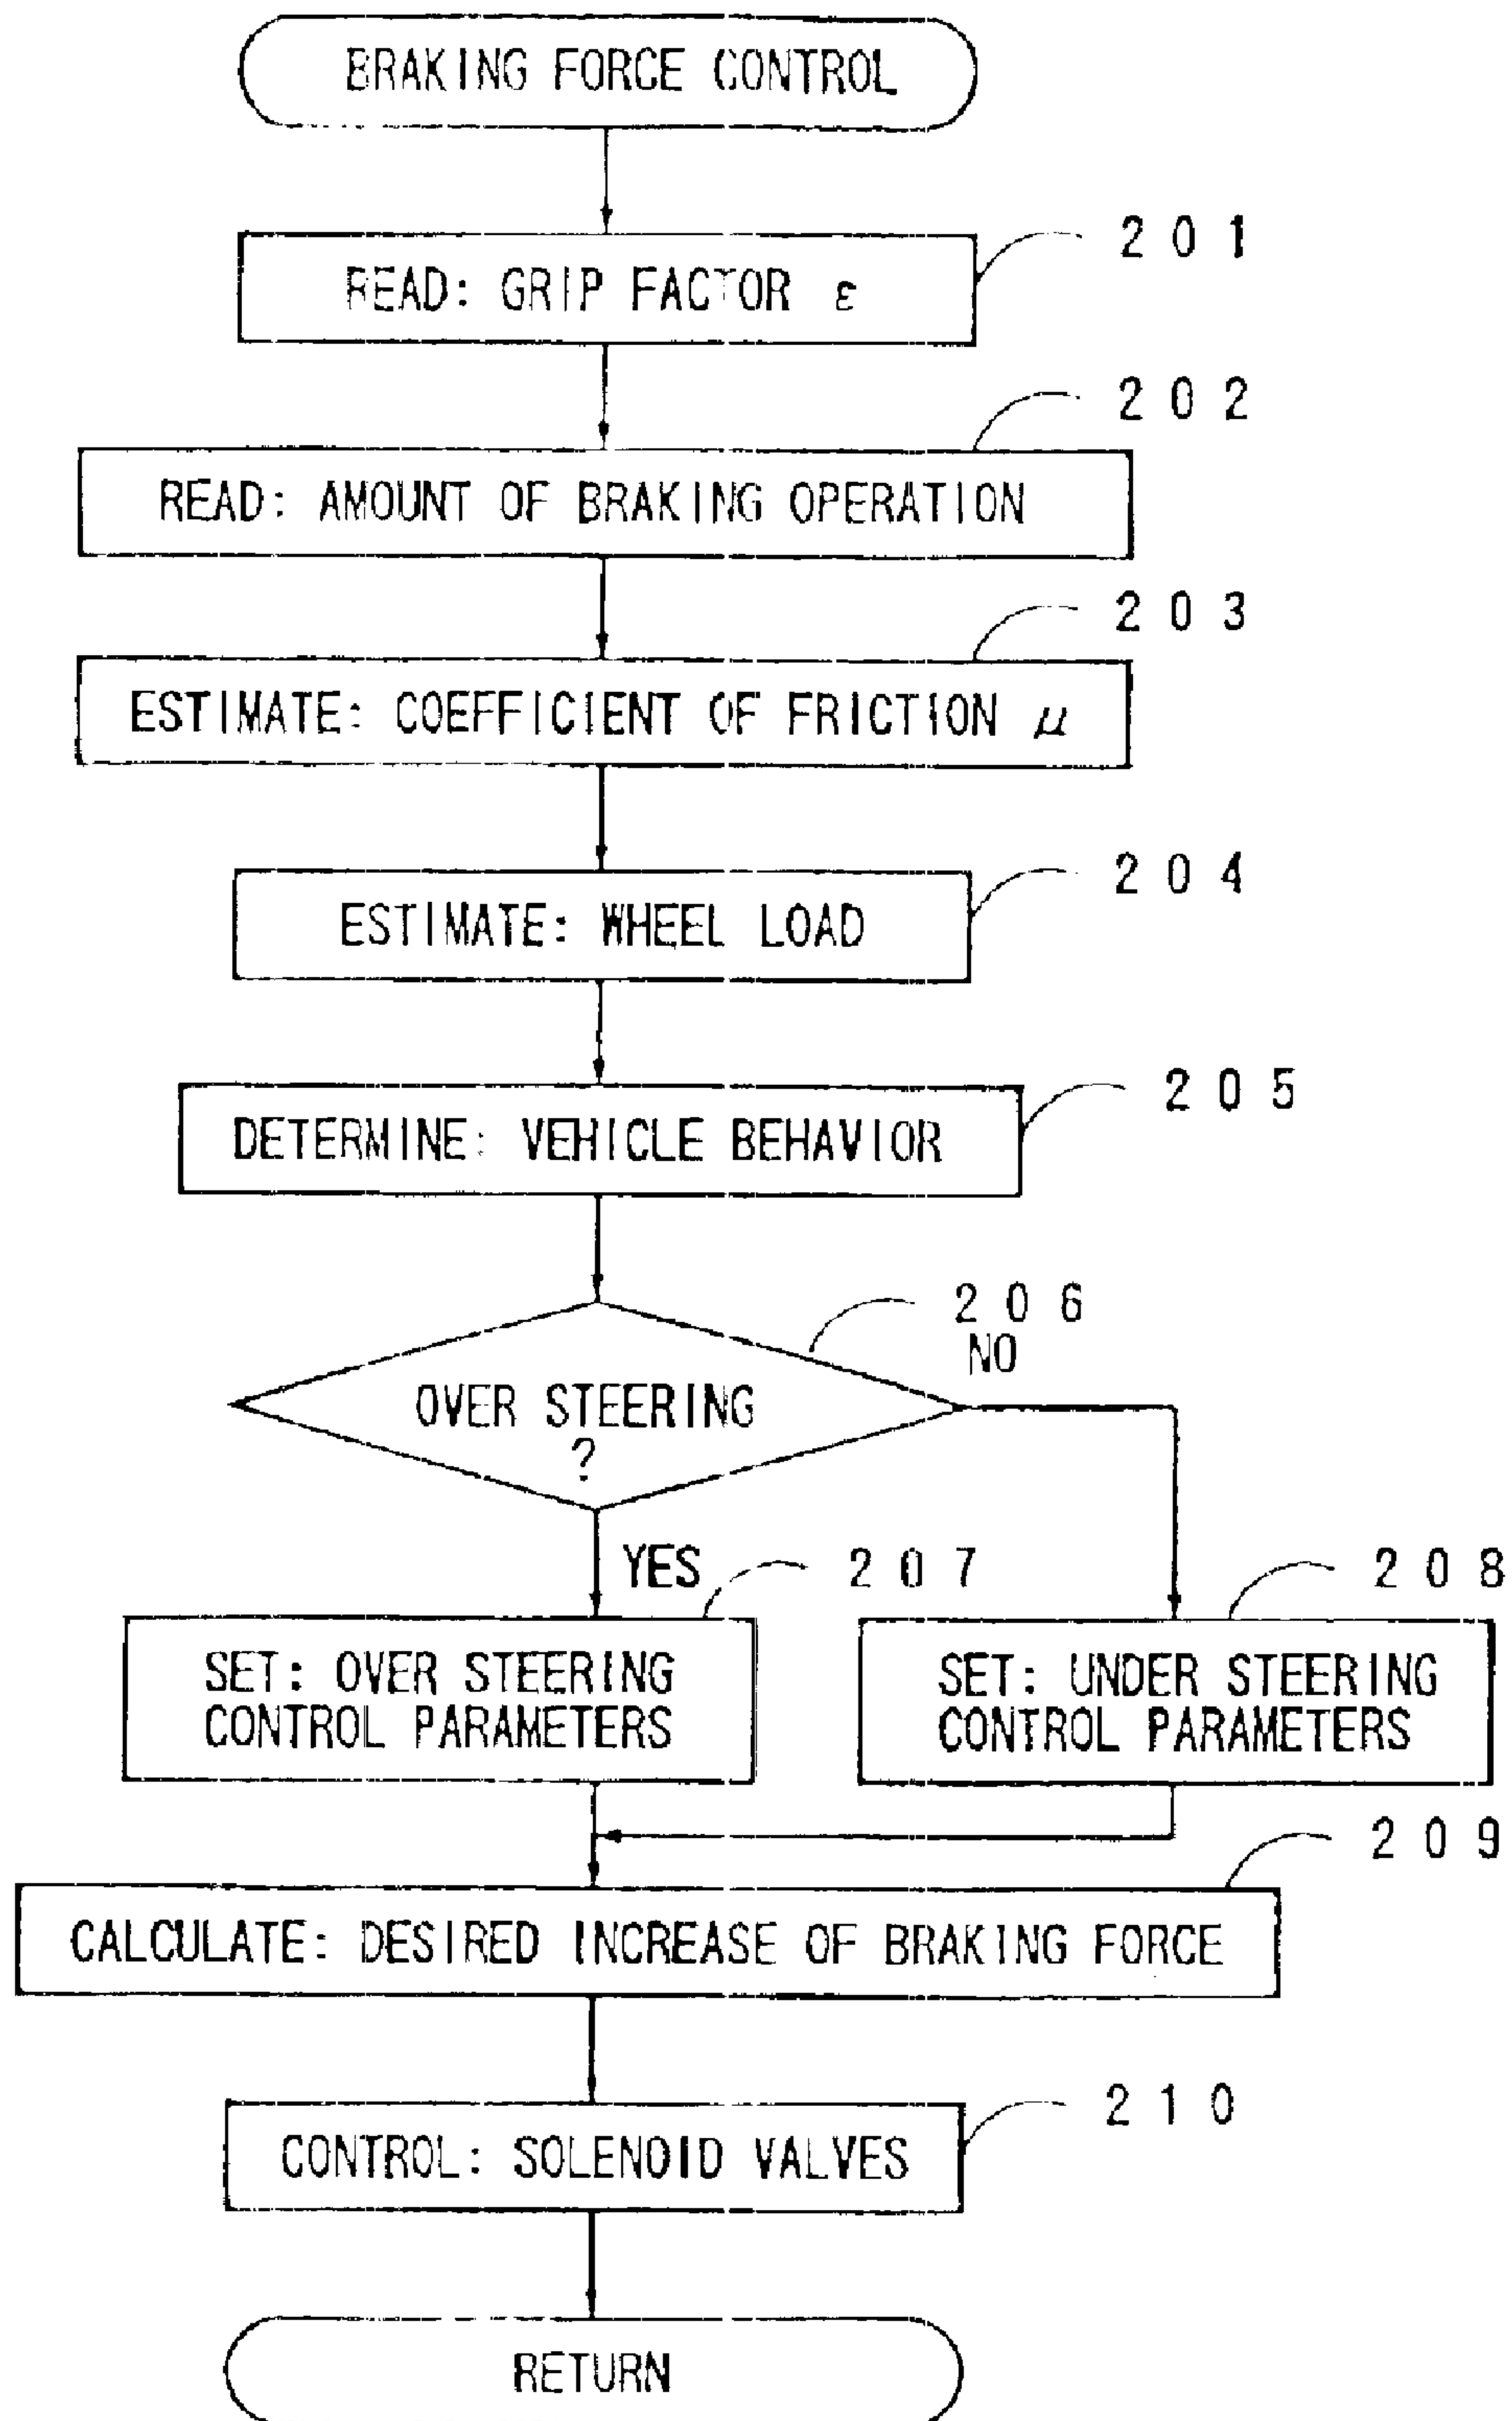 BRAKING FORCE CONTROL
201
READ: GRIP FACTOR ε
202
READ: AMOUNT OF BRAKING OPERATION
203
ESTIMATE: COEFFICIENT OF FRICTION μ
204
ESTIMATE: WHEEL LOAD
205
DETERMINE: VEHICLE BEHAVIOR
206
NO
OVER STEERING
?
YES
207
208
SET: OVER STEERING
CONTROL PARAMETERS
SET: UNDER STEERING
CONTROL PARAMETERS
209
CALCULATE: DESIRED INCREASE OF BRAKING FORCE
210
CONTROL: SOLENOID VALVES
RETURN